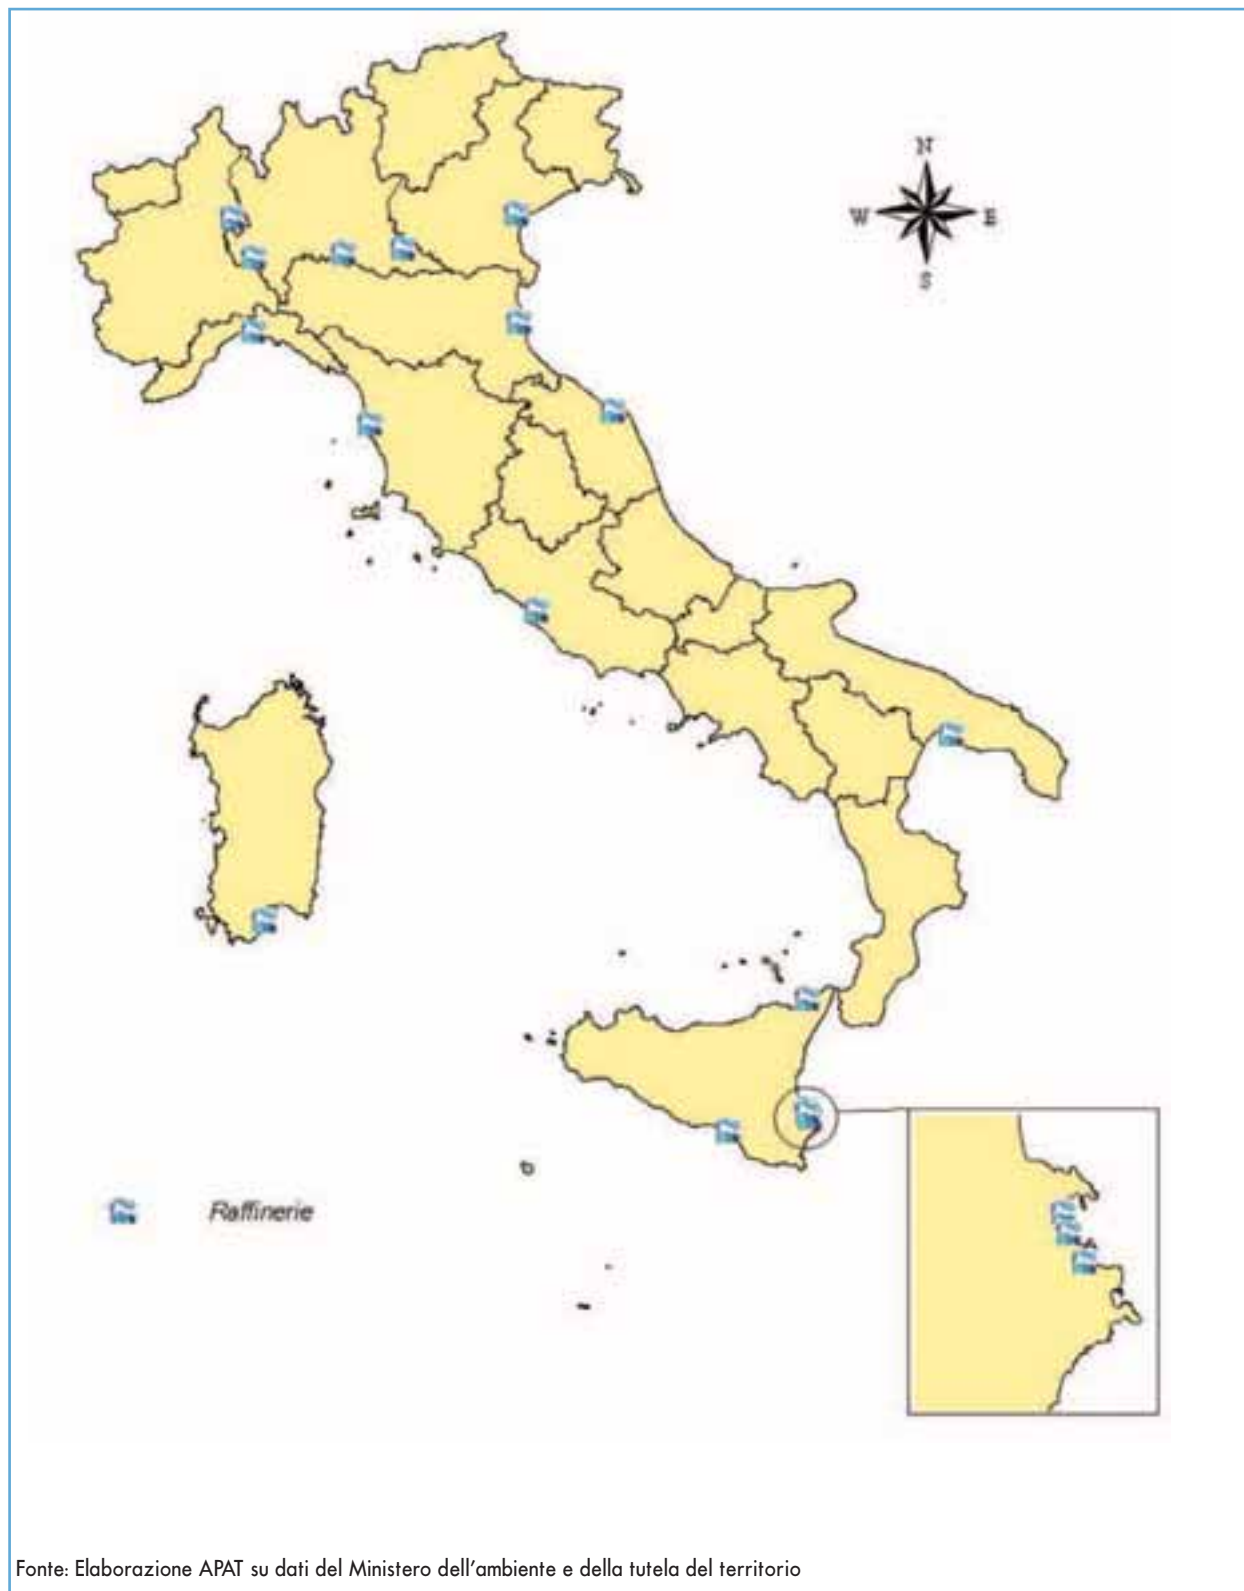 N
W E
S
Raffinerie
Fonte: Elaborazione APAT su dati del Ministero dell'ambiente e della tutela del territorio